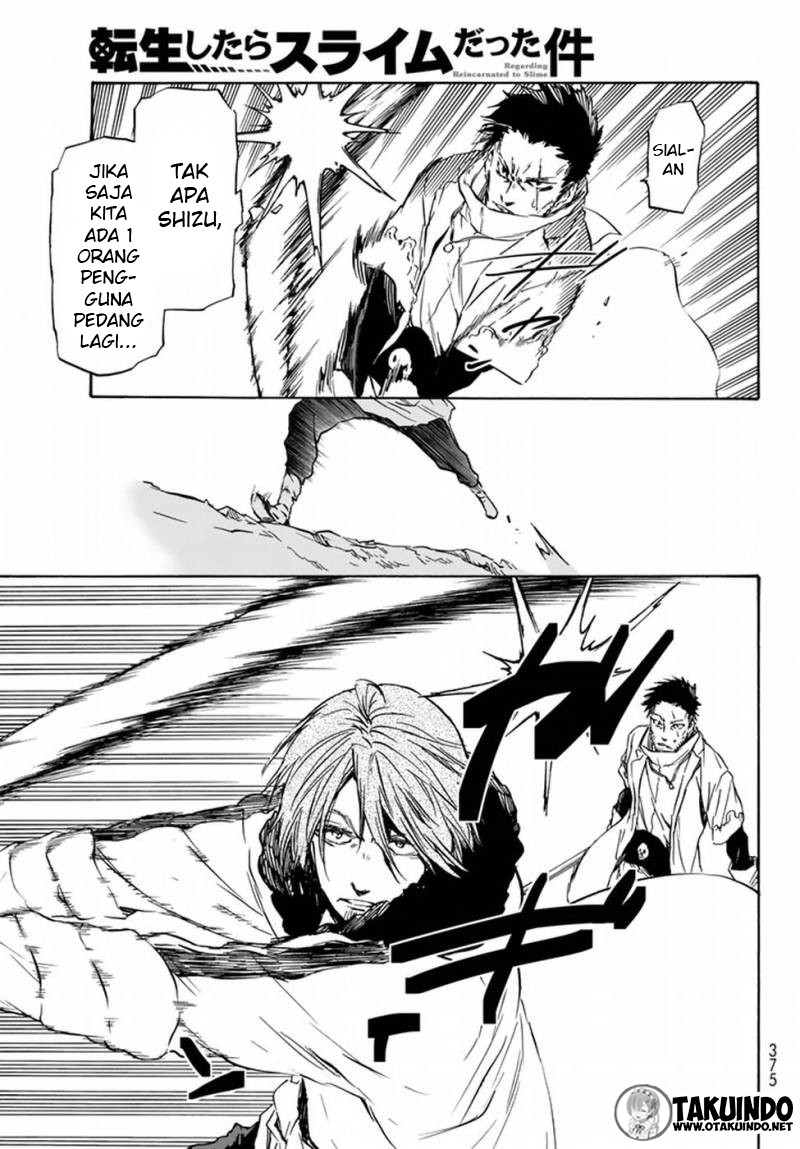 転生したらスライムだった件
Regarding
Reincarnated to Slime
SIAL-
AN
TAK
APA
SHIZU,
JIKA
SAJA
KITA
ADA 1
ORANG
PENG-
GUNA
PEDANG
LAGI...
375
OTAKUINDO
WWW.OTAKUINDO.NET